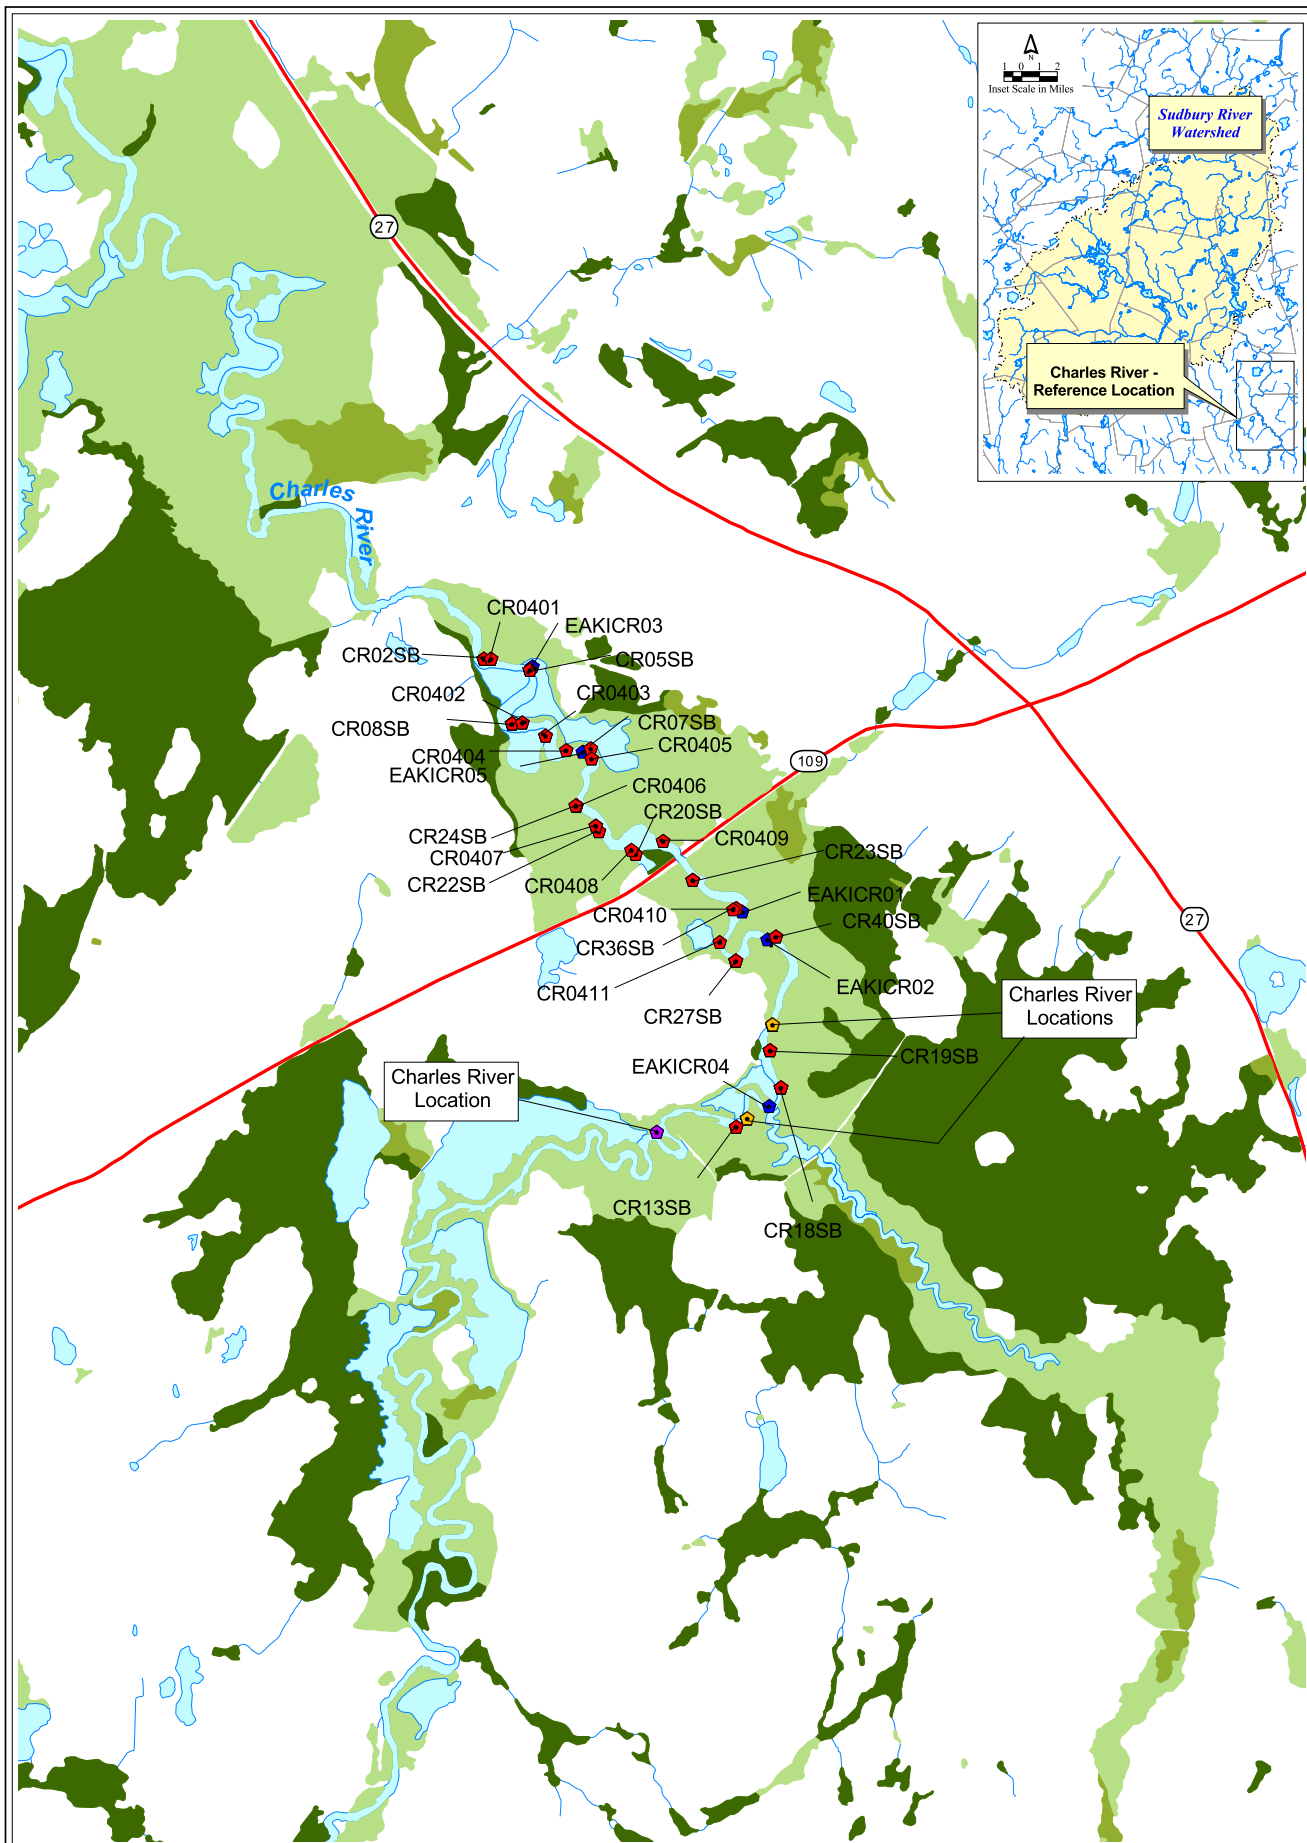 N
1 0 1 2
Inset Scale in Miles
Sudbury River
Watershed
Charles River -
Reference Location
27
Charles River
CR0401
EAKICR03
CR02SB
CR05SB
CR0402
CR0403
CR08SB
CR07SB
CR0404
CR0405
EAKICR05
109
CR0406
CR20SB
CR24SB
CR0409
CR0407
CR23SB
CR22SB
CR0408
EAKICR01
CR0410
27
CR40SB
CR36SB
EAKICR02
CR0411
Charles River
Locations
CR27SB
CR19SB
EAKICR04
Charles River
Location
CR13SB
CR18SB